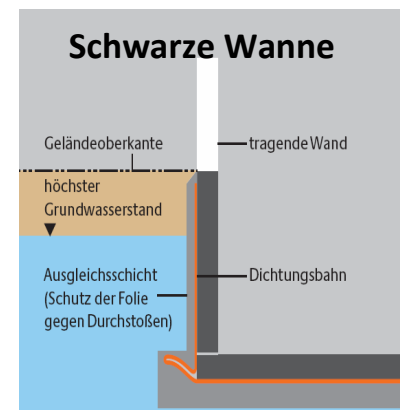 Schwarze Wanne
Geländeoberkante
tragende Wand
höchster
Grundwasserstand
Ausgleichsschicht
(Schutz der Folie
gegen Durchstoßen)
Dichtungsbahn